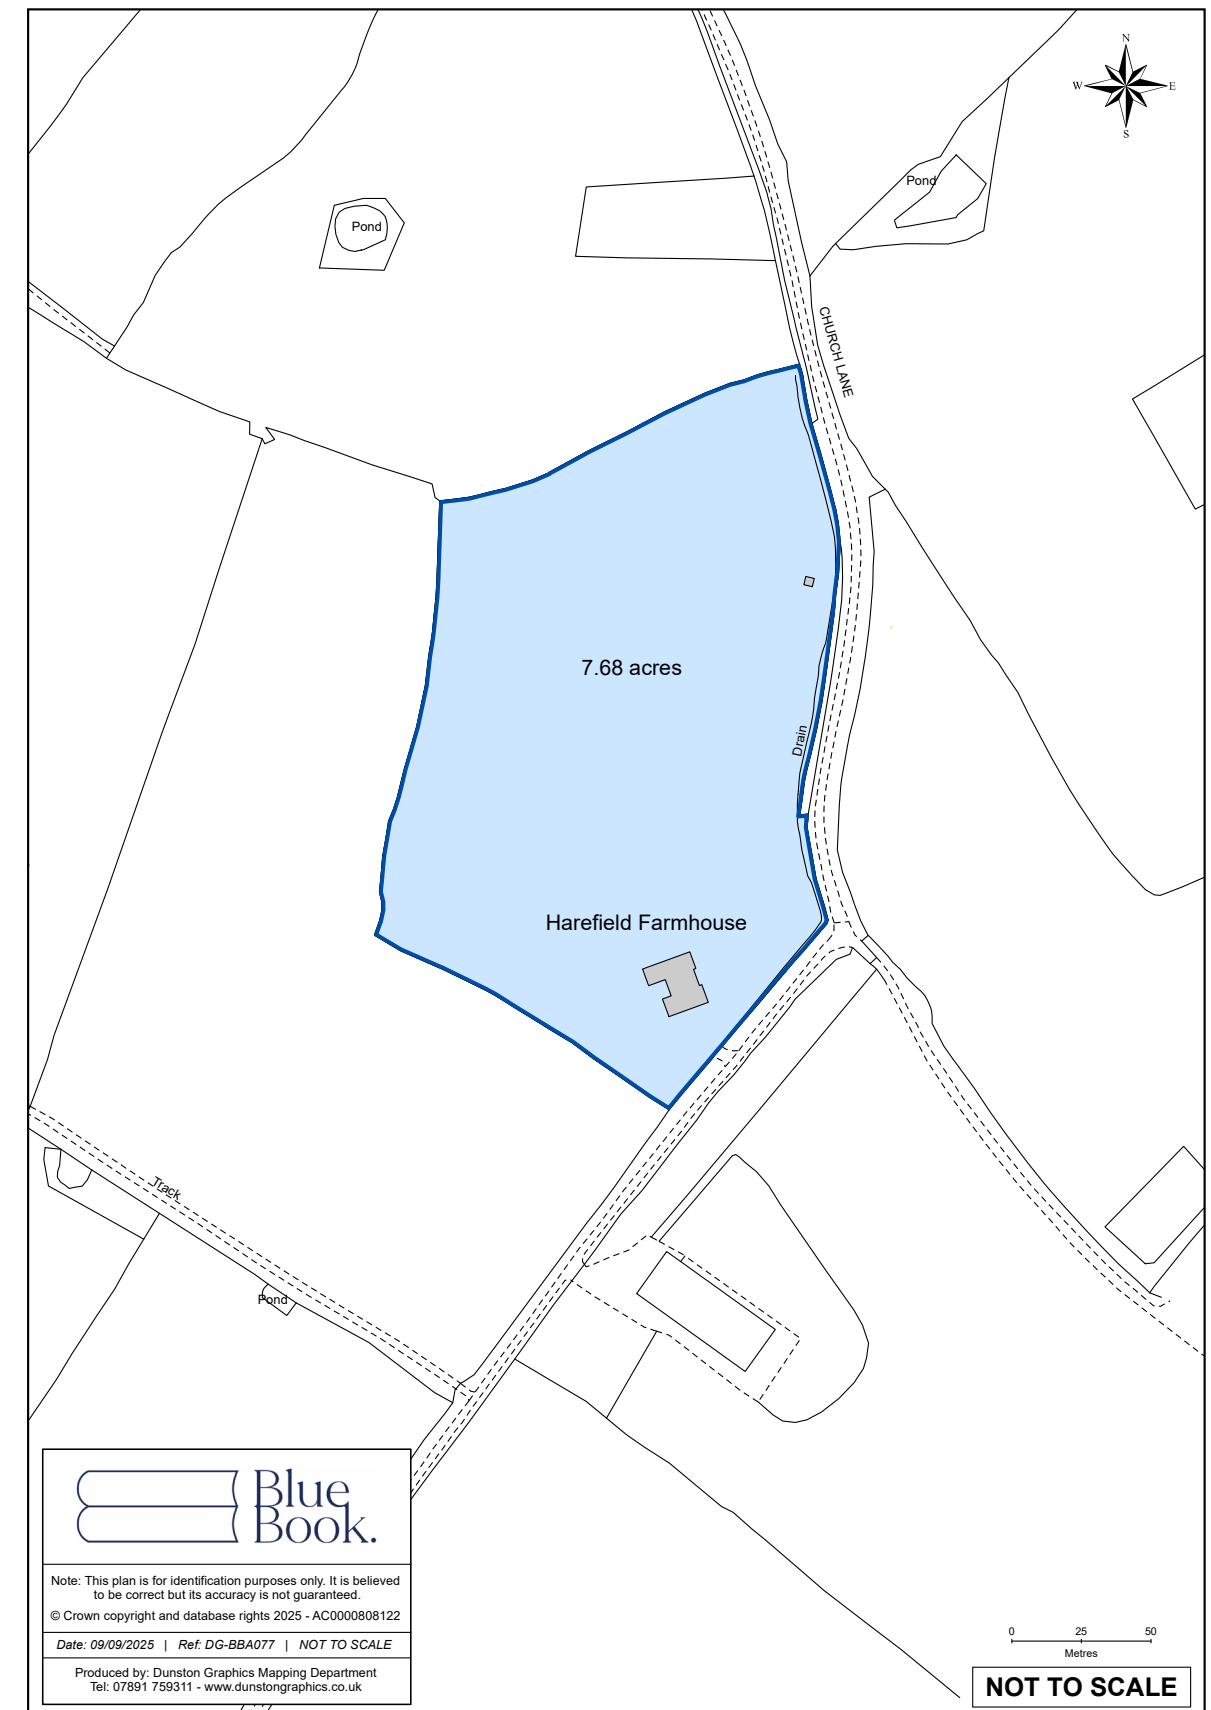 N
W
E
S
Pond
Pond
CHURCH LANE
7.68 acres
Drain
Harefield Farmhouse
Track
Pond
Blue
Book.
Note: This plan is for identification purposes only. It is believed
to be correct but its accuracy is not guaranteed.
© Crown copyright and database rights 2025 - AC0000808122
Date: 09/09/2025 | Ref: DG-BBA077 | NOT TO SCALE
Produced by: Dunston Graphics Mapping Department
Tel: 07891 759311 - www.dunstongraphics.co.uk
0 25 50
Metres
NOT TO SCALE